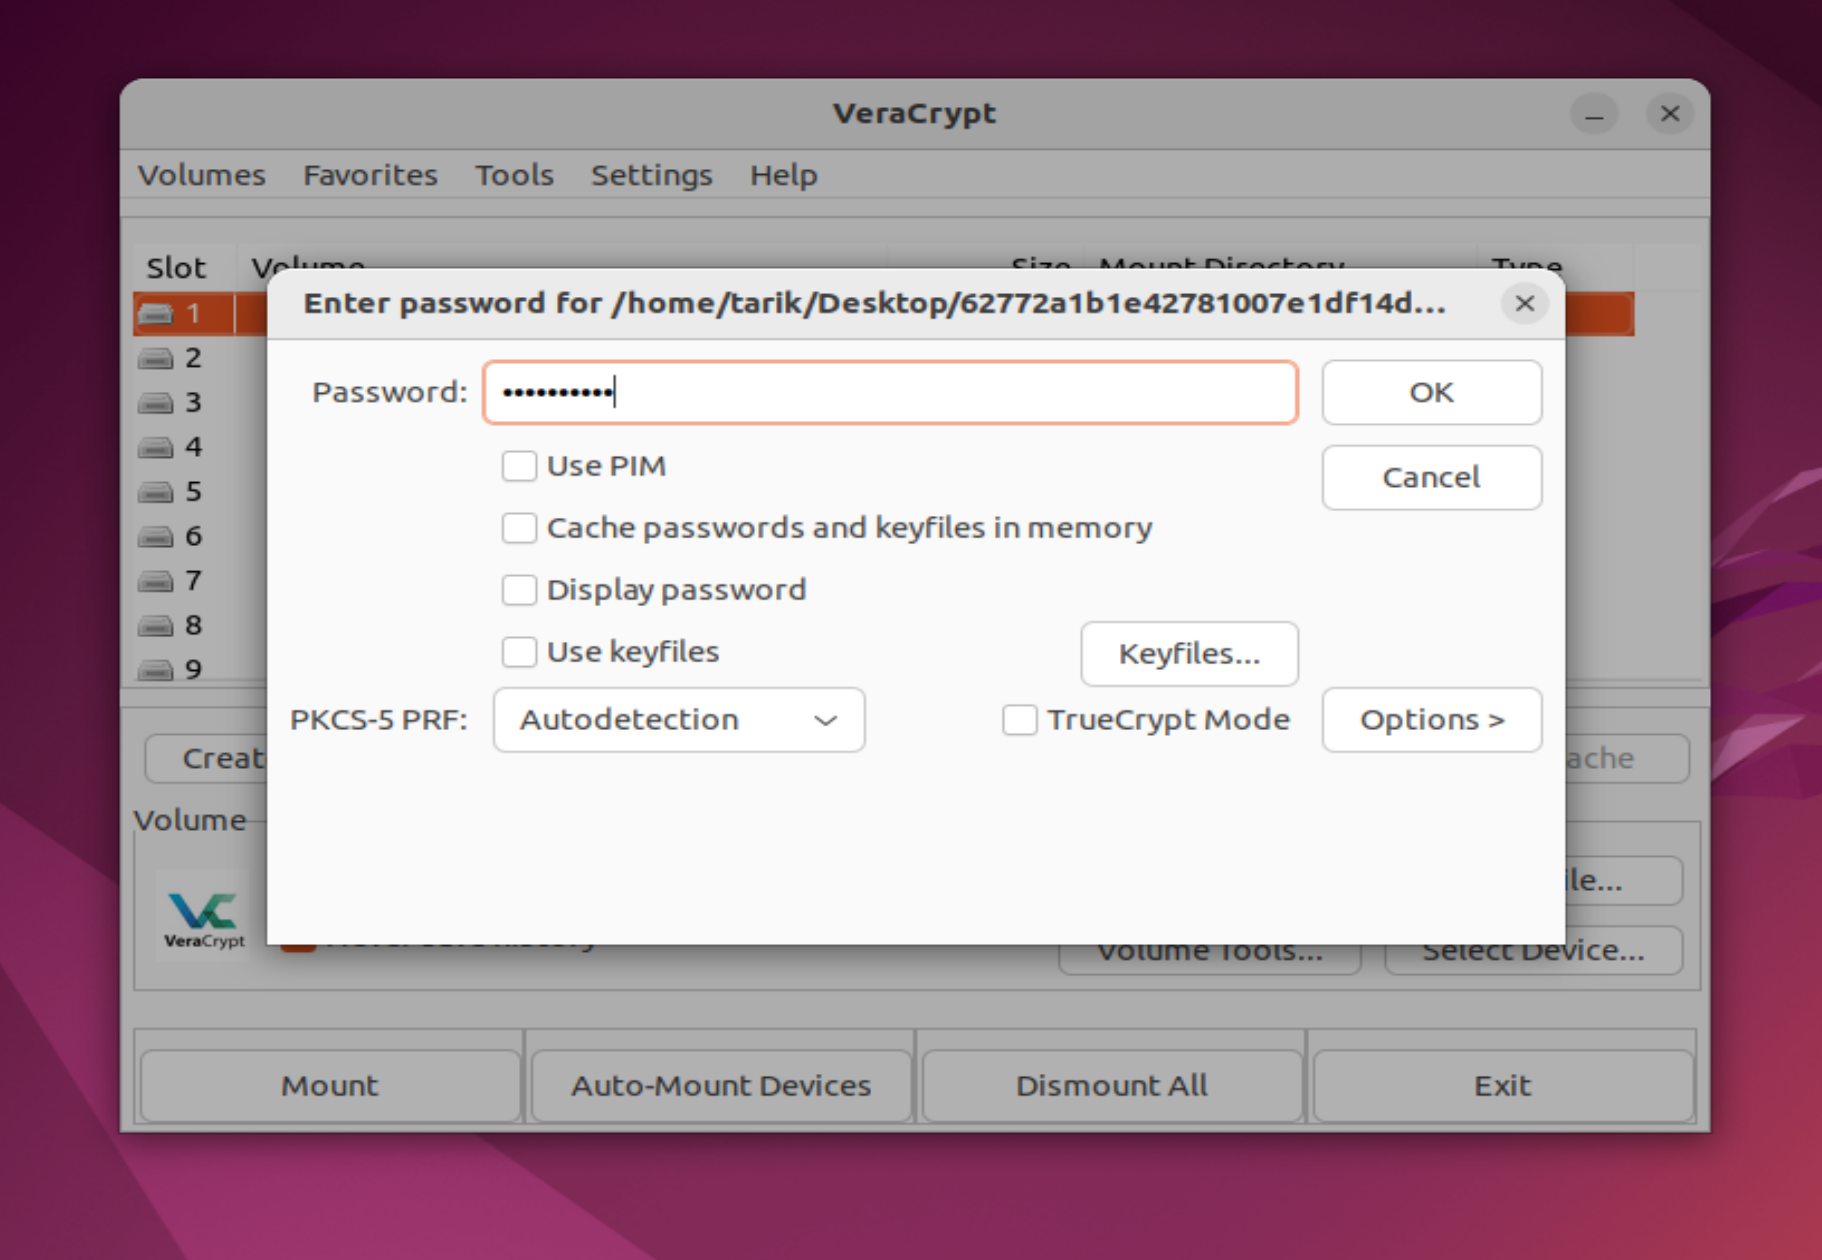 VeraCrypt
Volumes Favorites Tools Settings Help
Slot Volume Size Mount Directory Type
Enter password for /home/tarik/Desktop/62772a1b1e42781007e1df14d...
1
2
3
4
5
6
7
8
9
Password: ••••••••••
OK
Use PIM
Cancel
Cache passwords and keyfiles in memory
Display password
Use keyfiles
Keyfiles...
PKCS-5 PRF: Autodetection
TrueCrypt Mode
Options >
Creat
ache
Volume
ile...
VeraCrypt
Volume Tools...
Select Device...
Mount
Auto-Mount Devices
Dismount All
Exit